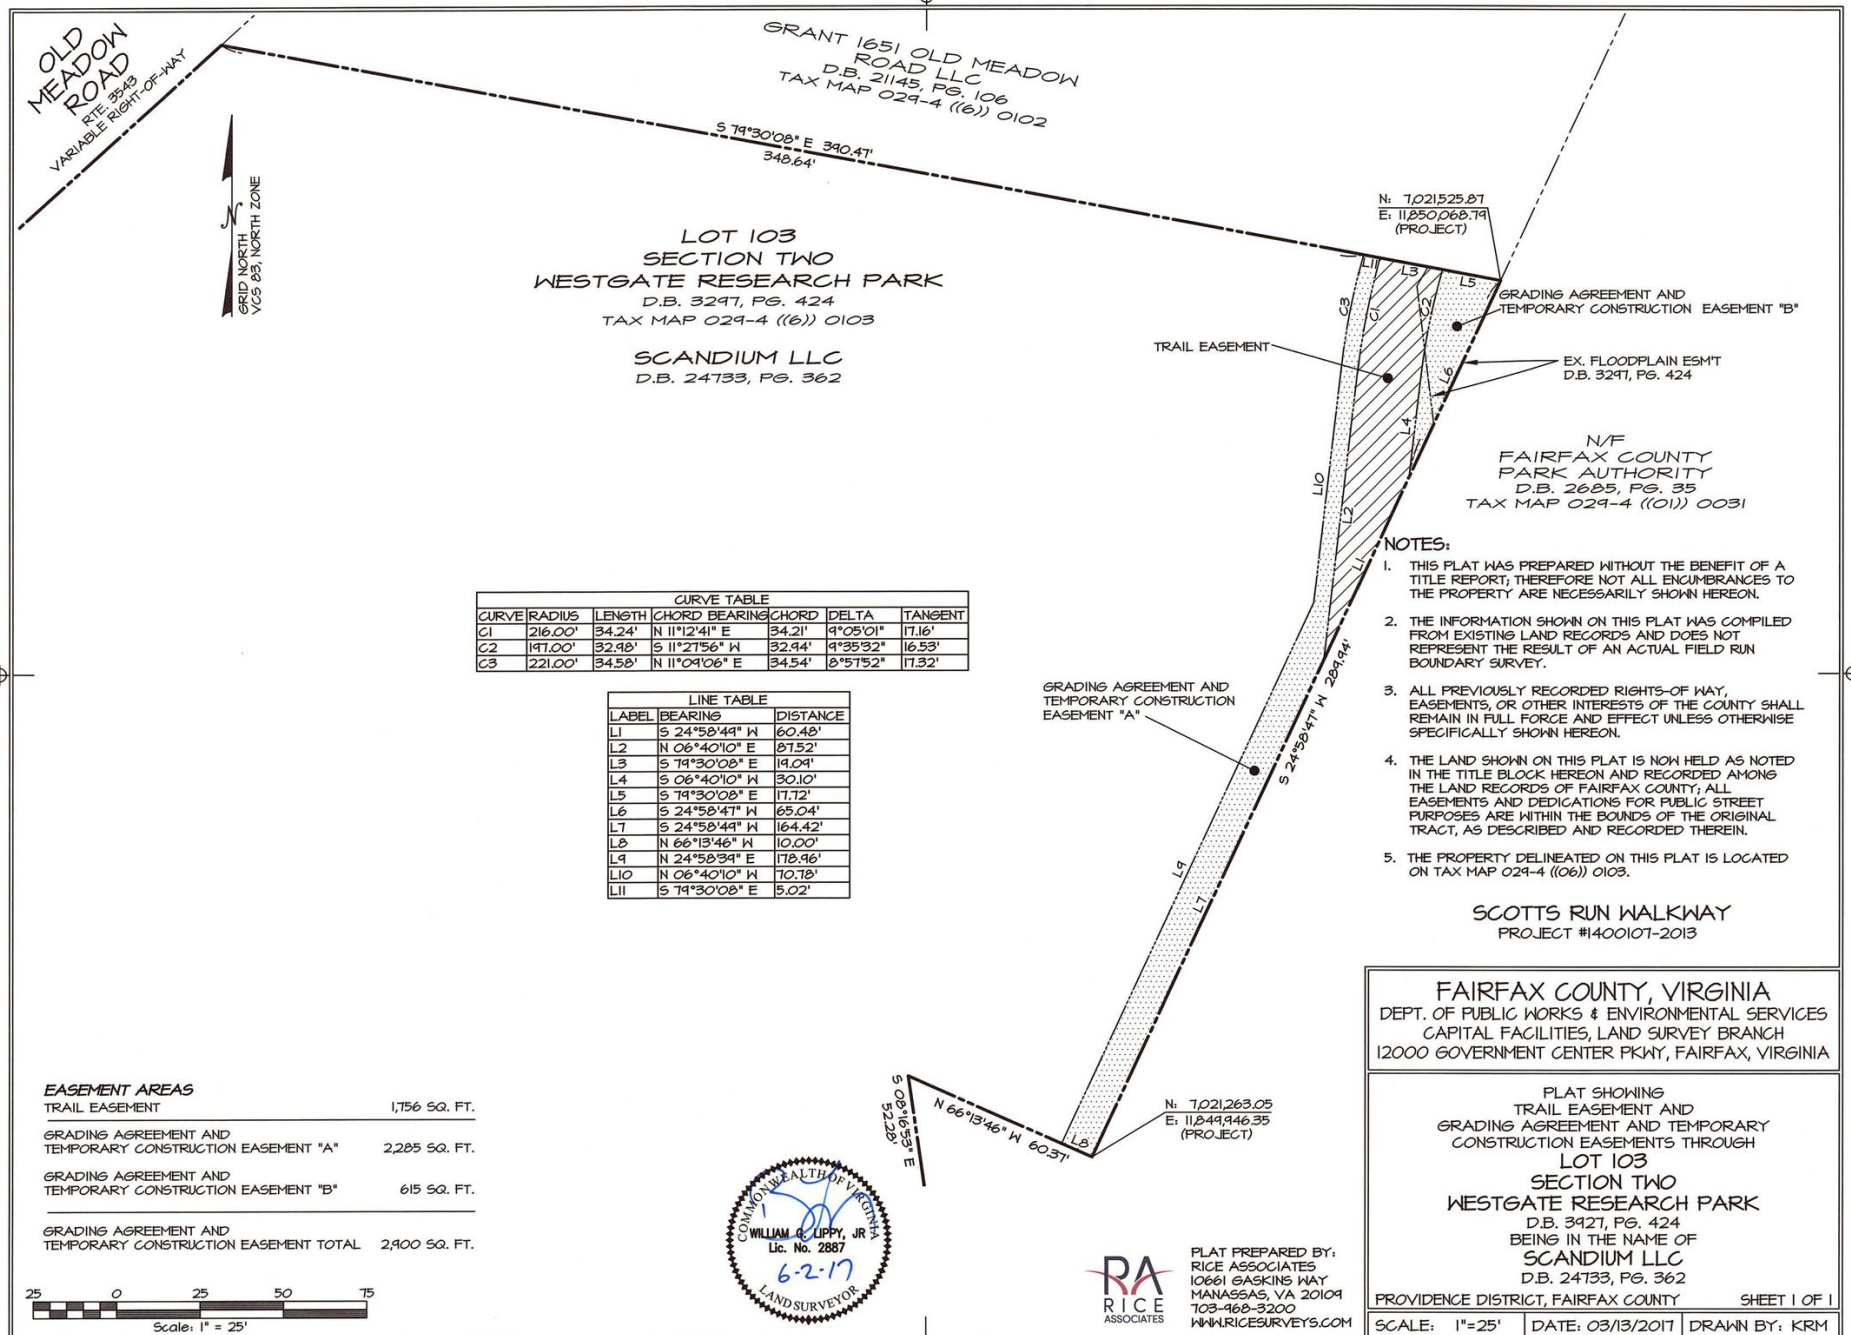 OLD
MEADOW
ROAD
RTE. 3543
VARIABLE RIGHT-OF-WAY
GRID NORTH
VCS 83, NORTH ZONE
N
GRANT 1651 OLD MEADOW
ROAD LLC
D.B. 21145, PG. 106
TAX MAP 029-4 ((6)) 0102
S 79°30'08" E 390.47'
348.64'
LOT 103
SECTION TWO
WESTGATE RESEARCH PARK
D.B. 3297, PG. 424
TAX MAP 029-4 ((6)) 0103
SCANDIUM LLC
D.B. 24733, PG. 362
N: 7,021,525.87
E: 11,850,068.79
(PROJECT)
L11
L3
L5
C3
C1
C2
GRADING AGREEMENT AND
TEMPORARY CONSTRUCTION EASEMENT "B"
TRAIL EASEMENT
EX. FLOODPLAIN ESM'T
D.B. 3297, PG. 424
L6
L4
L10
L2
L1
N/F
FAIRFAX COUNTY
PARK AUTHORITY
D.B. 2685, PG. 35
TAX MAP 029-4 ((01)) 0031
NOTES:
1. THIS PLAT WAS PREPARED WITHOUT THE BENEFIT OF A
TITLE REPORT; THEREFORE NOT ALL ENCUMBRANCES TO
THE PROPERTY ARE NECESSARILY SHOWN HEREON.
2. THE INFORMATION SHOWN ON THIS PLAT WAS COMPILED
FROM EXISTING LAND RECORDS AND DOES NOT
REPRESENT THE RESULT OF AN ACTUAL FIELD RUN
BOUNDARY SURVEY.
3. ALL PREVIOUSLY RECORDED RIGHTS-OF WAY,
EASEMENTS, OR OTHER INTERESTS OF THE COUNTY SHALL
REMAIN IN FULL FORCE AND EFFECT UNLESS OTHERWISE
SPECIFICALLY SHOWN HEREON.
4. THE LAND SHOWN ON THIS PLAT IS NOW HELD AS NOTED
IN THE TITLE BLOCK HEREON AND RECORDED AMONG
THE LAND RECORDS OF FAIRFAX COUNTY; ALL
EASEMENTS AND DEDICATIONS FOR PUBLIC STREET
PURPOSES ARE WITHIN THE BOUNDS OF THE ORIGINAL
TRACT, AS DESCRIBED AND RECORDED THEREIN.
5. THE PROPERTY DELINEATED ON THIS PLAT IS LOCATED
ON TAX MAP 029-4 ((06)) 0103.
SCOTTS RUN WALKWAY
PROJECT #1400107-2013
CURVE TABLE
CURVE RADIUS LENGTH CHORD BEARING CHORD DELTA TANGENT
C1 216.00' 34.24' N 11°12'41" E 34.21' 9°05'01" 17.16'
C2 197.00' 32.98' S 11°27'56" W 32.94' 9°35'32" 16.53'
C3 221.00' 34.58' N 11°09'06" E 34.54' 8°57'52" 17.32'
LINE TABLE
LABEL BEARING DISTANCE
L1 S 24°58'49" W 60.48'
L2 N 06°40'10" E 87.52'
L3 S 79°30'08" E 19.09'
L4 S 06°40'10" W 30.10'
L5 S 79°30'08" E 17.72'
L6 S 24°58'47" W 65.04'
L7 S 24°58'49" W 164.42'
L8 N 66°13'46" W 10.00'
L9 N 24°58'39" E 178.96'
L10 N 06°40'10" W 70.78'
L11 S 79°30'08" E 5.02'
GRADING AGREEMENT AND
TEMPORARY CONSTRUCTION
EASEMENT "A"
S 24°58'47" W 289.94'
L9
L7
S 08°16'53" E
52.28'
N 66°13'46" W 60.37'
L8
N: 7,021,263.05
E: 11,849,946.35
(PROJECT)
EASEMENT AREAS
TRAIL EASEMENT 1,756 SQ. FT.
GRADING AGREEMENT AND
TEMPORARY CONSTRUCTION EASEMENT "A" 2,285 SQ. FT.
GRADING AGREEMENT AND
TEMPORARY CONSTRUCTION EASEMENT "B" 615 SQ. FT.
GRADING AGREEMENT AND
TEMPORARY CONSTRUCTION EASEMENT TOTAL 2,900 SQ. FT.
25 0 25 50 75
Scale: 1" = 25'
COMMONWEALTH OF VIRGINIA
WILLIAM G. LIPPY, JR
Lic. No. 2887
6-2-17
LAND SURVEYOR
RA
RICE
ASSOCIATES
PLAT PREPARED BY:
RICE ASSOCIATES
10661 GASKINS WAY
MANASSAS, VA 20109
703-968-3200
WWW.RICESURVEYS.COM
FAIRFAX COUNTY, VIRGINIA
DEPT. OF PUBLIC WORKS & ENVIRONMENTAL SERVICES
CAPITAL FACILITIES, LAND SURVEY BRANCH
12000 GOVERNMENT CENTER PKWY, FAIRFAX, VIRGINIA
PLAT SHOWING
TRAIL EASEMENT AND
GRADING AGREEMENT AND TEMPORARY
CONSTRUCTION EASEMENTS THROUGH
LOT 103
SECTION TWO
WESTGATE RESEARCH PARK
D.B. 3927, PG. 424
BEING IN THE NAME OF
SCANDIUM LLC
D.B. 24733, PG. 362
PROVIDENCE DISTRICT, FAIRFAX COUNTY SHEET 1 OF 1
SCALE: 1"=25' DATE: 03/13/2017 DRAWN BY: KRM